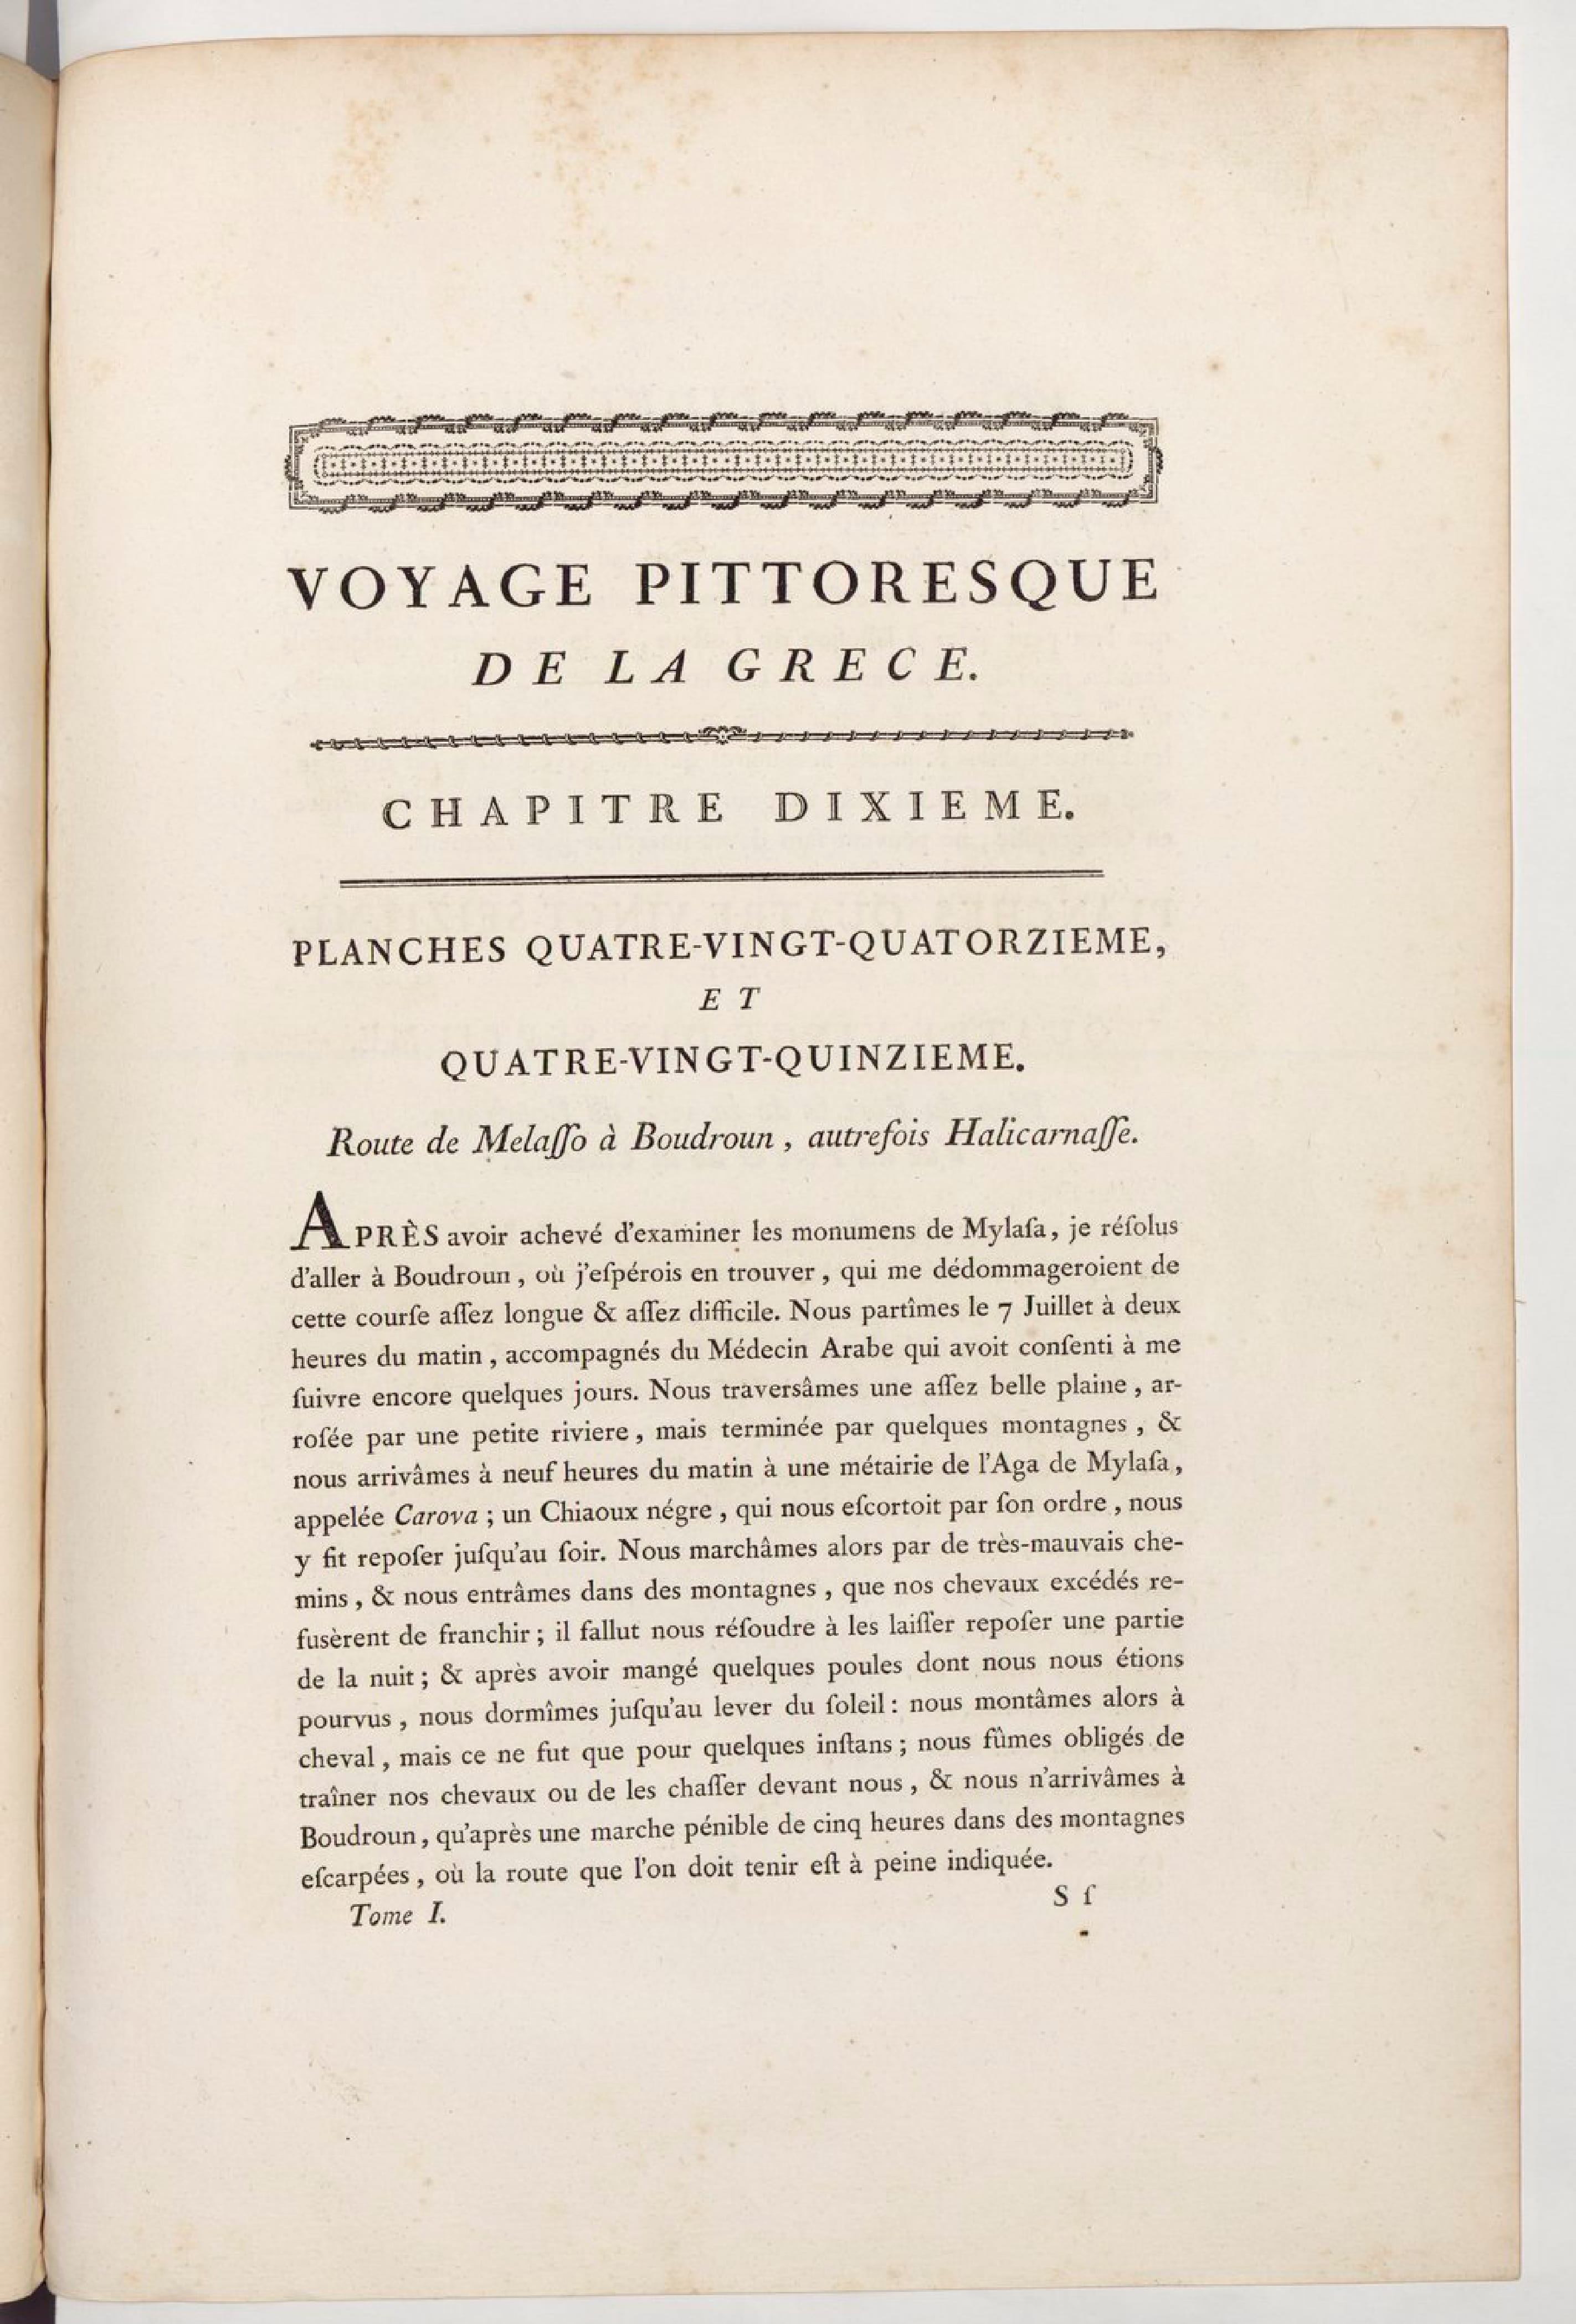 VOYAGE PITTORESQUE
DE LA GRECE.
CHAPITRE DIXIEME.
PLANCHES QUATRE-VINGT-QUATORZIEME,
ET
QUATRE-VINGT-QUINZIEME.
Route de Melaſſo à Boudroun, autrefois Halicarnaſſe.
APRÈS avoir achevé d'examiner les monumens de Mylaſa, je réſolus
d'aller à Boudroun, où j'eſpérois en trouver, qui me dédommageroient de
cette courſe aſſez longue & aſſez difficile. Nous partîmes le 7 Juillet à deux
heures du matin, accompagnés du Médecin Arabe qui avoit conſenti à me
ſuivre encore quelques jours. Nous traversâmes une aſſez belle plaine, ar-
roſée par une petite riviere, mais terminée par quelques montagnes, &
nous arrivâmes à neuf heures du matin à une métairie de l'Aga de Mylaſa,
appelée Carova; un Chiaoux négre, qui nous eſcortoit par ſon ordre, nous
y fit repoſer juſqu'au ſoir. Nous marchâmes alors par de très-mauvais che-
mins, & nous entrâmes dans des montagnes, que nos chevaux excédés re-
fusèrent de franchir; il fallut nous réſoudre à les laiſſer repoſer une partie
de la nuit; & après avoir mangé quelques poules dont nous nous étions
pourvus, nous dormîmes juſqu'au lever du ſoleil: nous montâmes alors à
cheval, mais ce ne fut que pour quelques inſtans; nous fûmes obligés de
traîner nos chevaux ou de les chaſſer devant nous, & nous n'arrivâmes à
Boudroun, qu'après une marche pénible de cinq heures dans des montagnes
eſcarpées, où la route que l'on doit tenir eſt à peine indiquée.
Tome I. S ſ